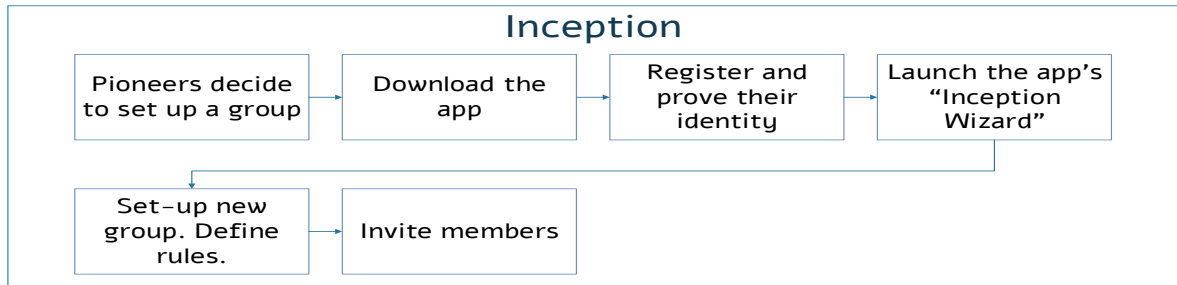 Inception
Pioneers decide
to set up a group
Download the
app
Register and
prove their
identity
Launch the app’s
“Inception
Wizard”
Set-up new
group. Define
rules.
Invite members